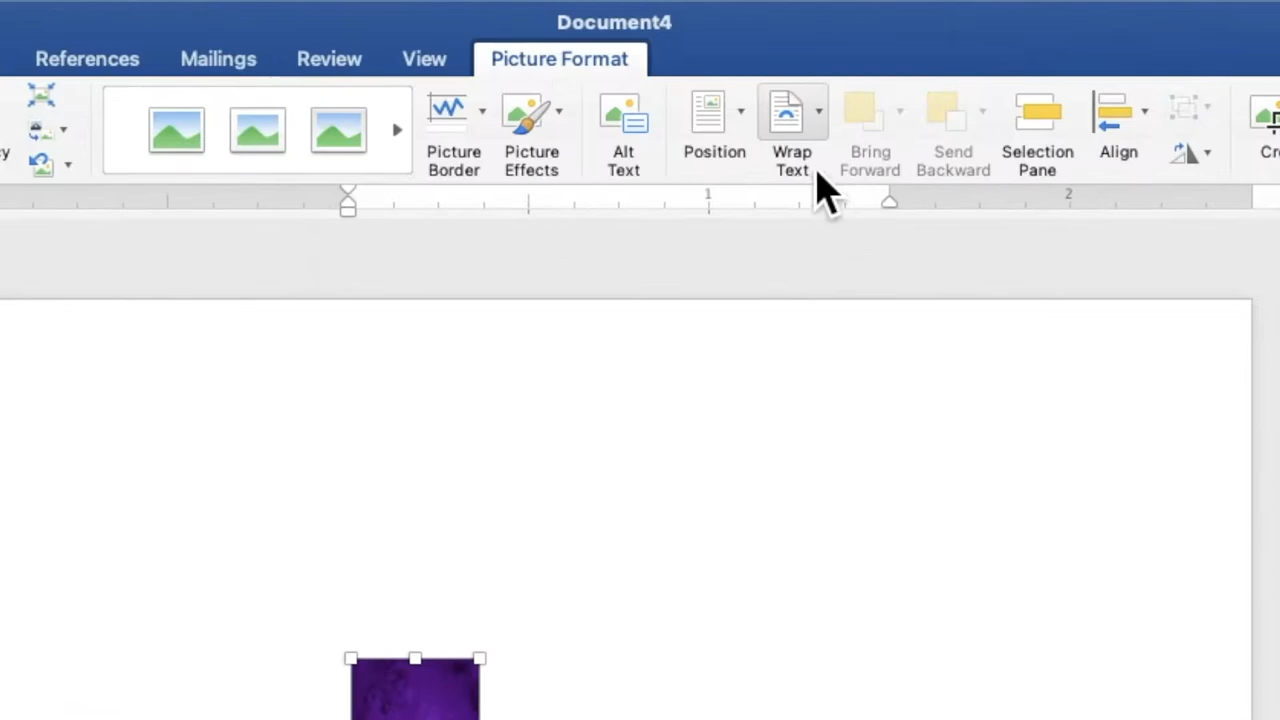 Document4
References Mailings Review View Picture Format
y Picture Border Picture Effects Alt Text Position Wrap Text Bring Forward Send Backward Selection Pane Align Cr
1 2